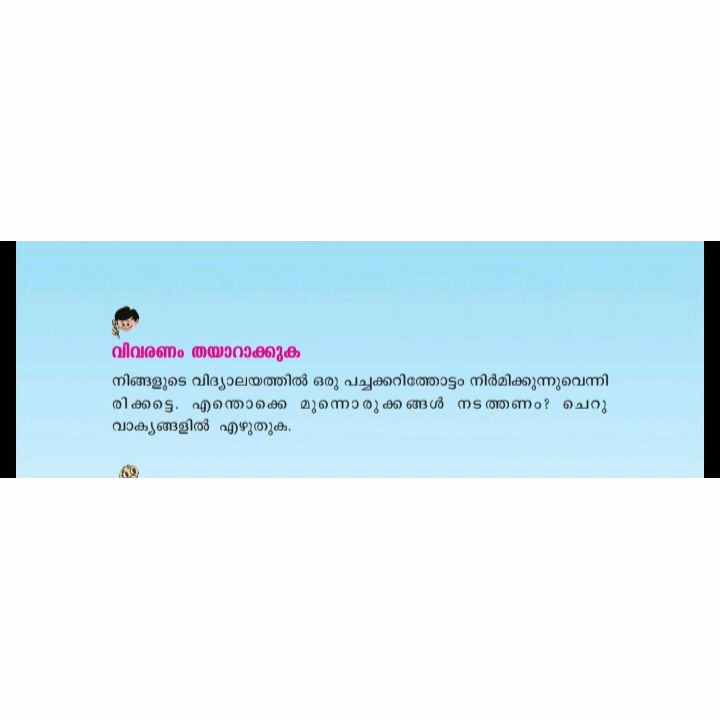 വിവരണം തയാറാക്കുക
നിങ്ങളുടെ വിദ്യാലയത്തിൽ ഒരു പച്ചക്കറിത്തോട്ടം നിർമിക്കുന്നുവെന്നി
രിക്കട്ടെ. എന്തൊക്കെ മുന്നൊരുക്കങ്ങൾ നടത്തണം? ചെറു
വാക്യങ്ങളിൽ എഴുതുക.